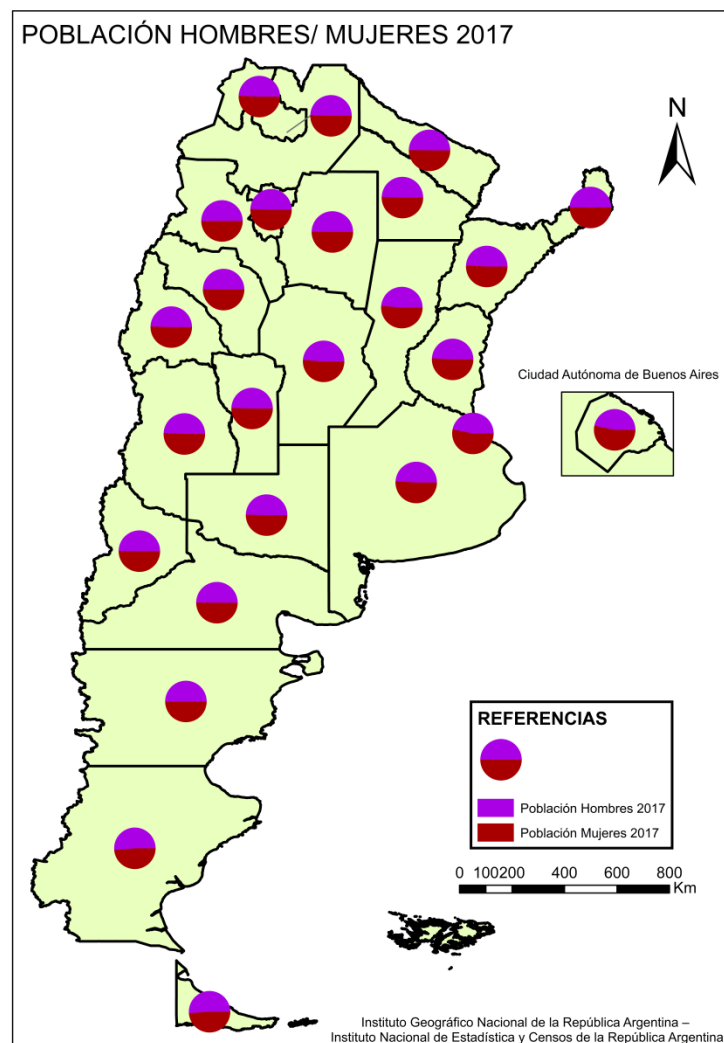 POBLACIÓN HOMBRES/ MUJERES 2017
N
Ciudad Autónoma de Buenos Aires
REFERENCIAS
Población Hombres 2017
Población Mujeres 2017
0 100200 400 600 800
Km
Instituto Geográfico Nacional de la República Argentina –
Instituto Nacional de Estadística y Censos de la República Argentina